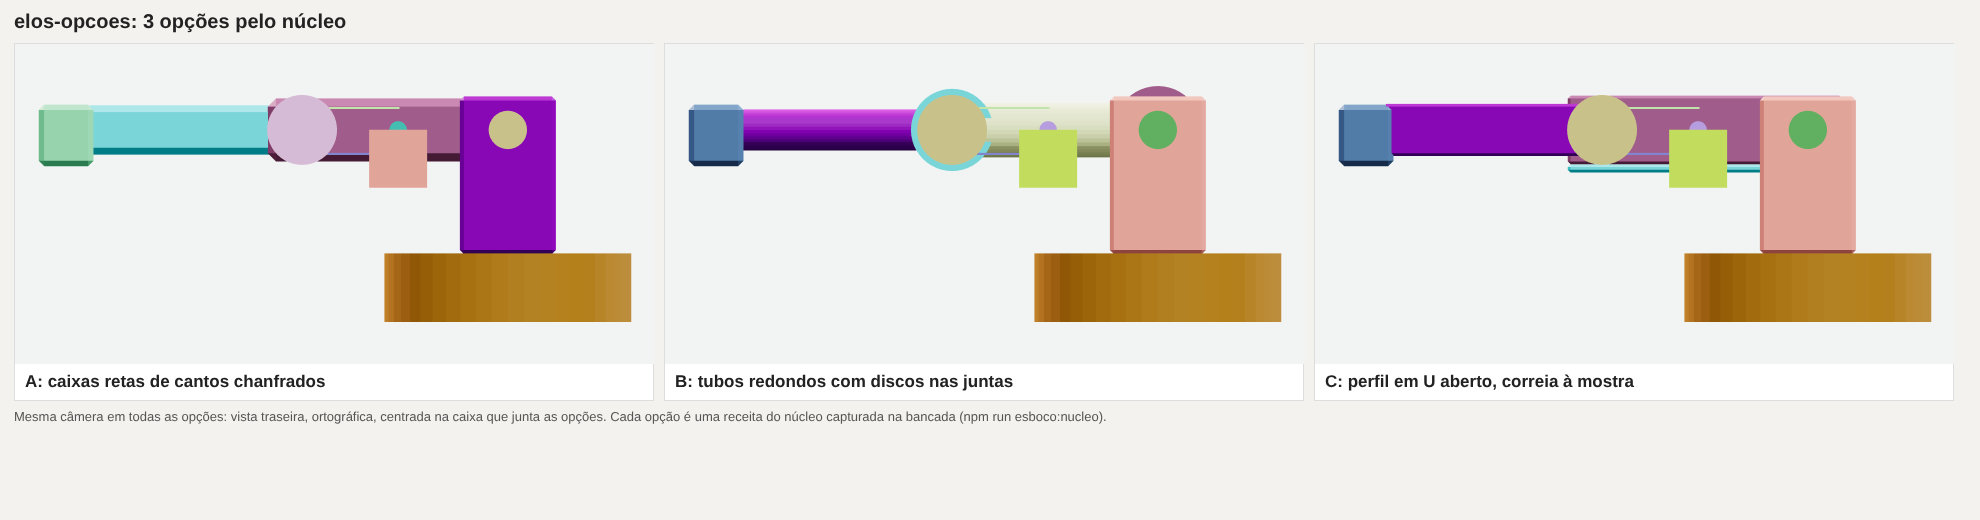 elos-opcoes: 3 opções pelo núcleo
A: caixas retas de cantos chanfrados
B: tubos redondos com discos nas juntas
C: perfil em U aberto, correia à mostra
Mesma câmera em todas as opções: vista traseira, ortográfica, centrada na caixa que junta as opções. Cada opção é uma receita do núcleo capturada na bancada (npm run esboco:nucleo).